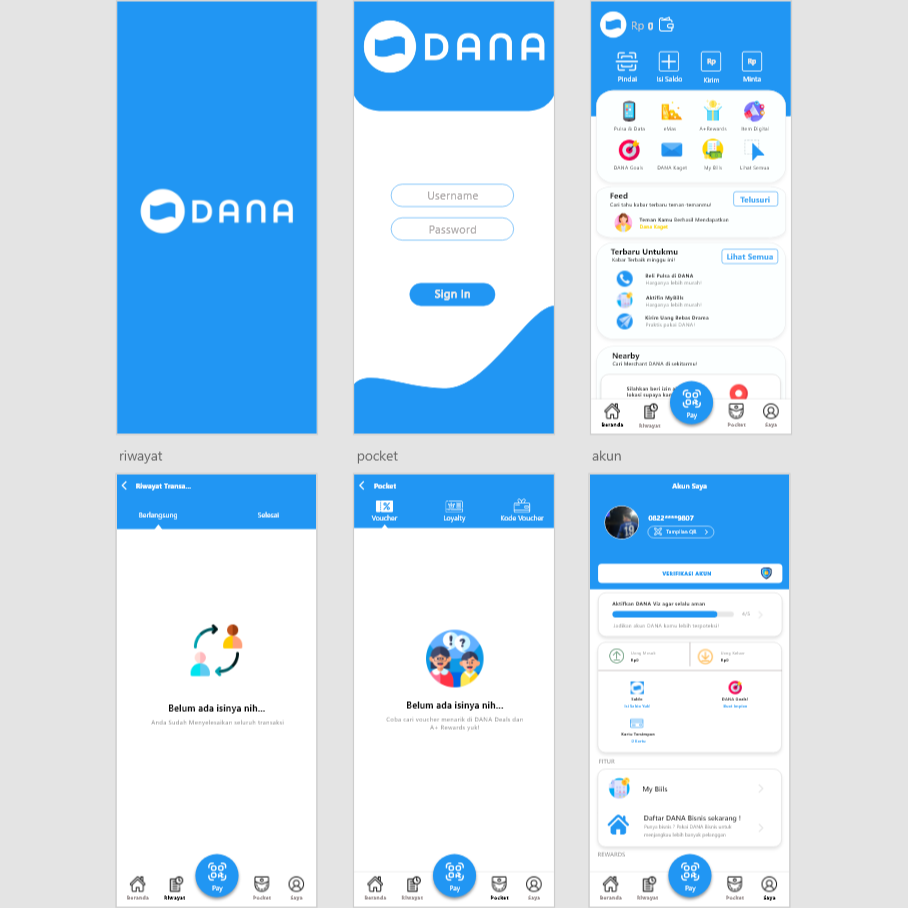 DANA
DANA
Username
Password
Sign In
Rp 0
Pindai
Isi Saldo
Rp
Kirim
Rp
Minta
Pulsa & Data
eMas
A+Rewards
Item Digital
DANA Goals
DANA Kaget
My Bills
Lihat Semua
Feed
Cari tahu kabar terbaru teman-temanmu!
Telusuri
Teman Kamu Berhasil Mendapatkan
Dana Kaget
Terbaru Untukmu
Kabar Terbaik minggu ini!
Lihat Semua
Beli Pulsa di DANA
Harganya lebih murah!
Aktifin MyBills
Harganya lebih murah!
Kirim Uang Bebas Drama
Praktis pakai DANA!
Nearby
Cari Merchant DANA di sekitarmu!
Silahkan beri izin
lokasi supaya
Beranda
Riwayat
Pay
Pocket
Saya
riwayat
Riwayat Transa...
Berlangsung
Selesai
Belum ada isinya nih...
Anda Sudah Menyelesaikan seluruh transaksi
Beranda
Riwayat
Pay
Pocket
Saya
pocket
Pocket
Voucher
Loyalty
Kode Voucher
Belum ada isinya nih...
Coba cari voucher menarik di DANA Deals dan
A+ Rewards yuk!
Beranda
Riwayat
Pay
Pocket
Saya
akun
Akun Saya
0822****9807
Tampilan QR
VERIFIKASI AKUN
Aktifkan DANA Viz agar selalu aman
4/5
Jadikan akun DANA kamu lebih terproteksi!
Uang Masuk
Rp0
Uang Keluar
Rp0
Saldo
Isi Saldo Yuk!
DANA Goals!
Buat Impian
Kartu Tersimpan
0 Kartu
FITUR
My Bills
Daftar DANA Bisnis sekarang !
Punya bisnis ? Pakai DANA Bisnis untuk
menjangkau lebih banyak pelanggan
REWARDS
Beranda
Riwayat
Pay
Pocket
Saya